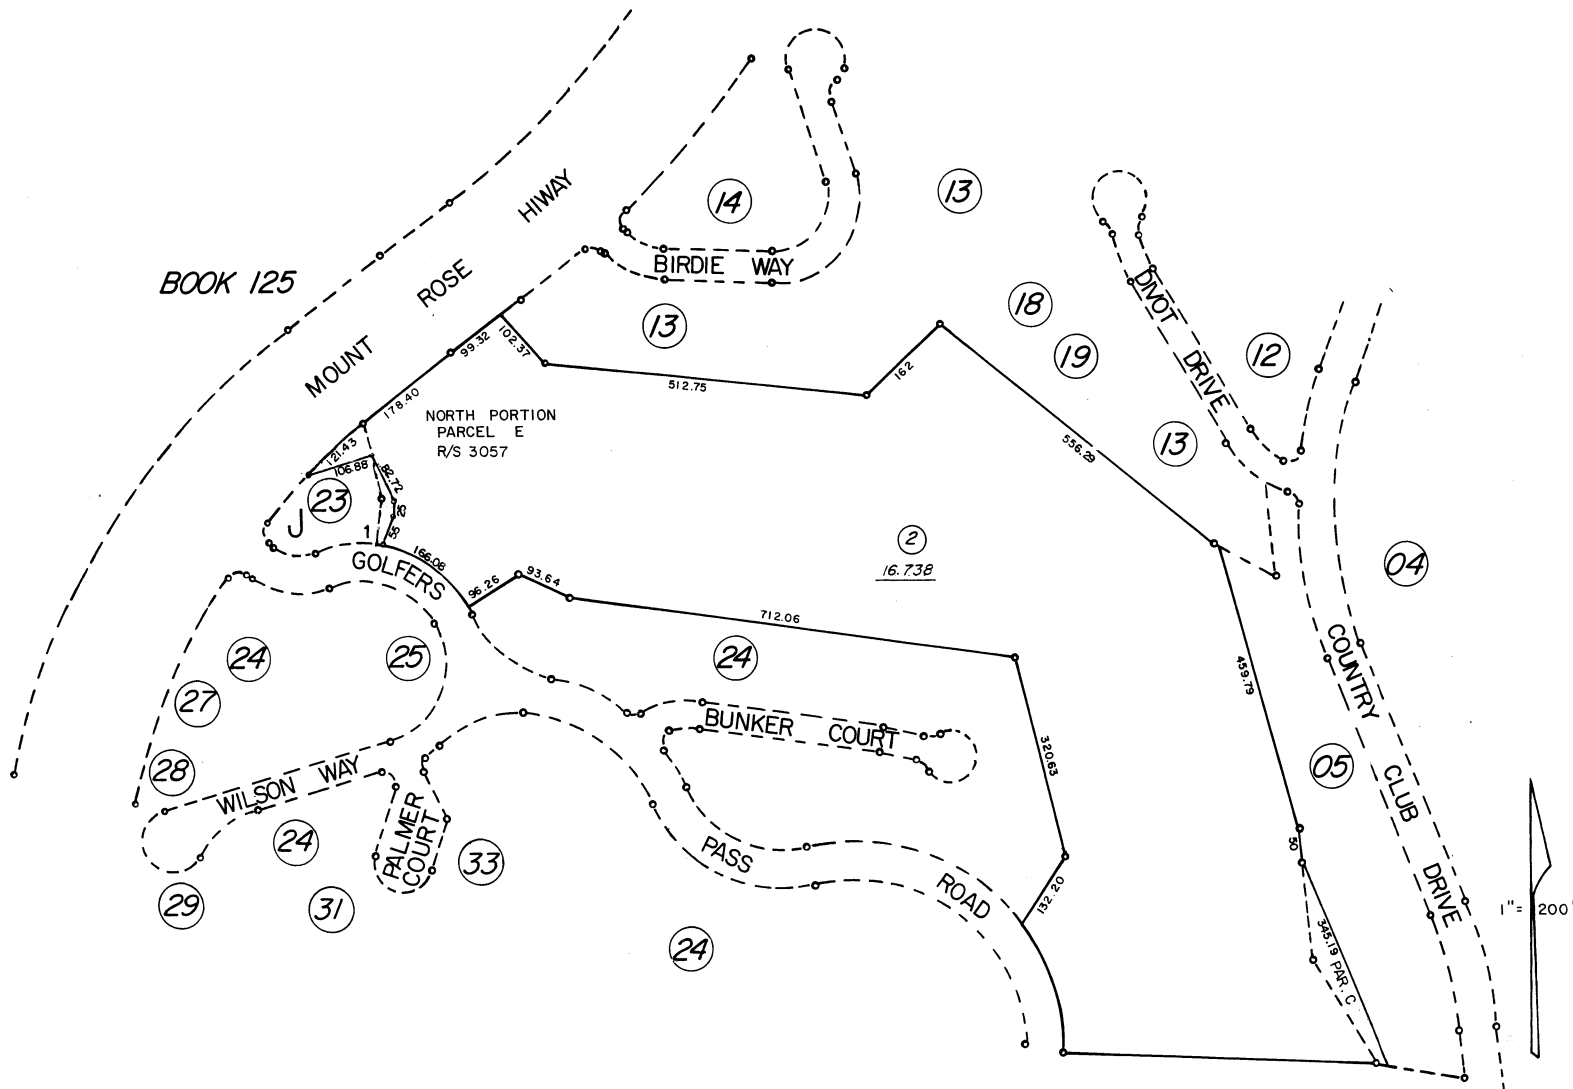 BOOK 125
MOUNT ROSE HIWAY
14
13
BIRDIE WAY
13
18
19
12
13
DIVOT DRIVE
99.32
102.37
512.75
162
178.40
NORTH PORTION
PARCEL E
R/S 3057
121.43
106.88
82.72
25
55
23
J
1
556.29
2
16.738
04
GOLFERS
166.08
96.26
93.64
712.06
24
25
24
27
28
BUNKER COURT
459.79
320.63
COUNTRY CLUB DRIVE
05
WILSON WAY
24
PALMER
COURT
33
29
31
PASS ROAD
132.20
50
345.19 PAR. C
24
1"= 200'